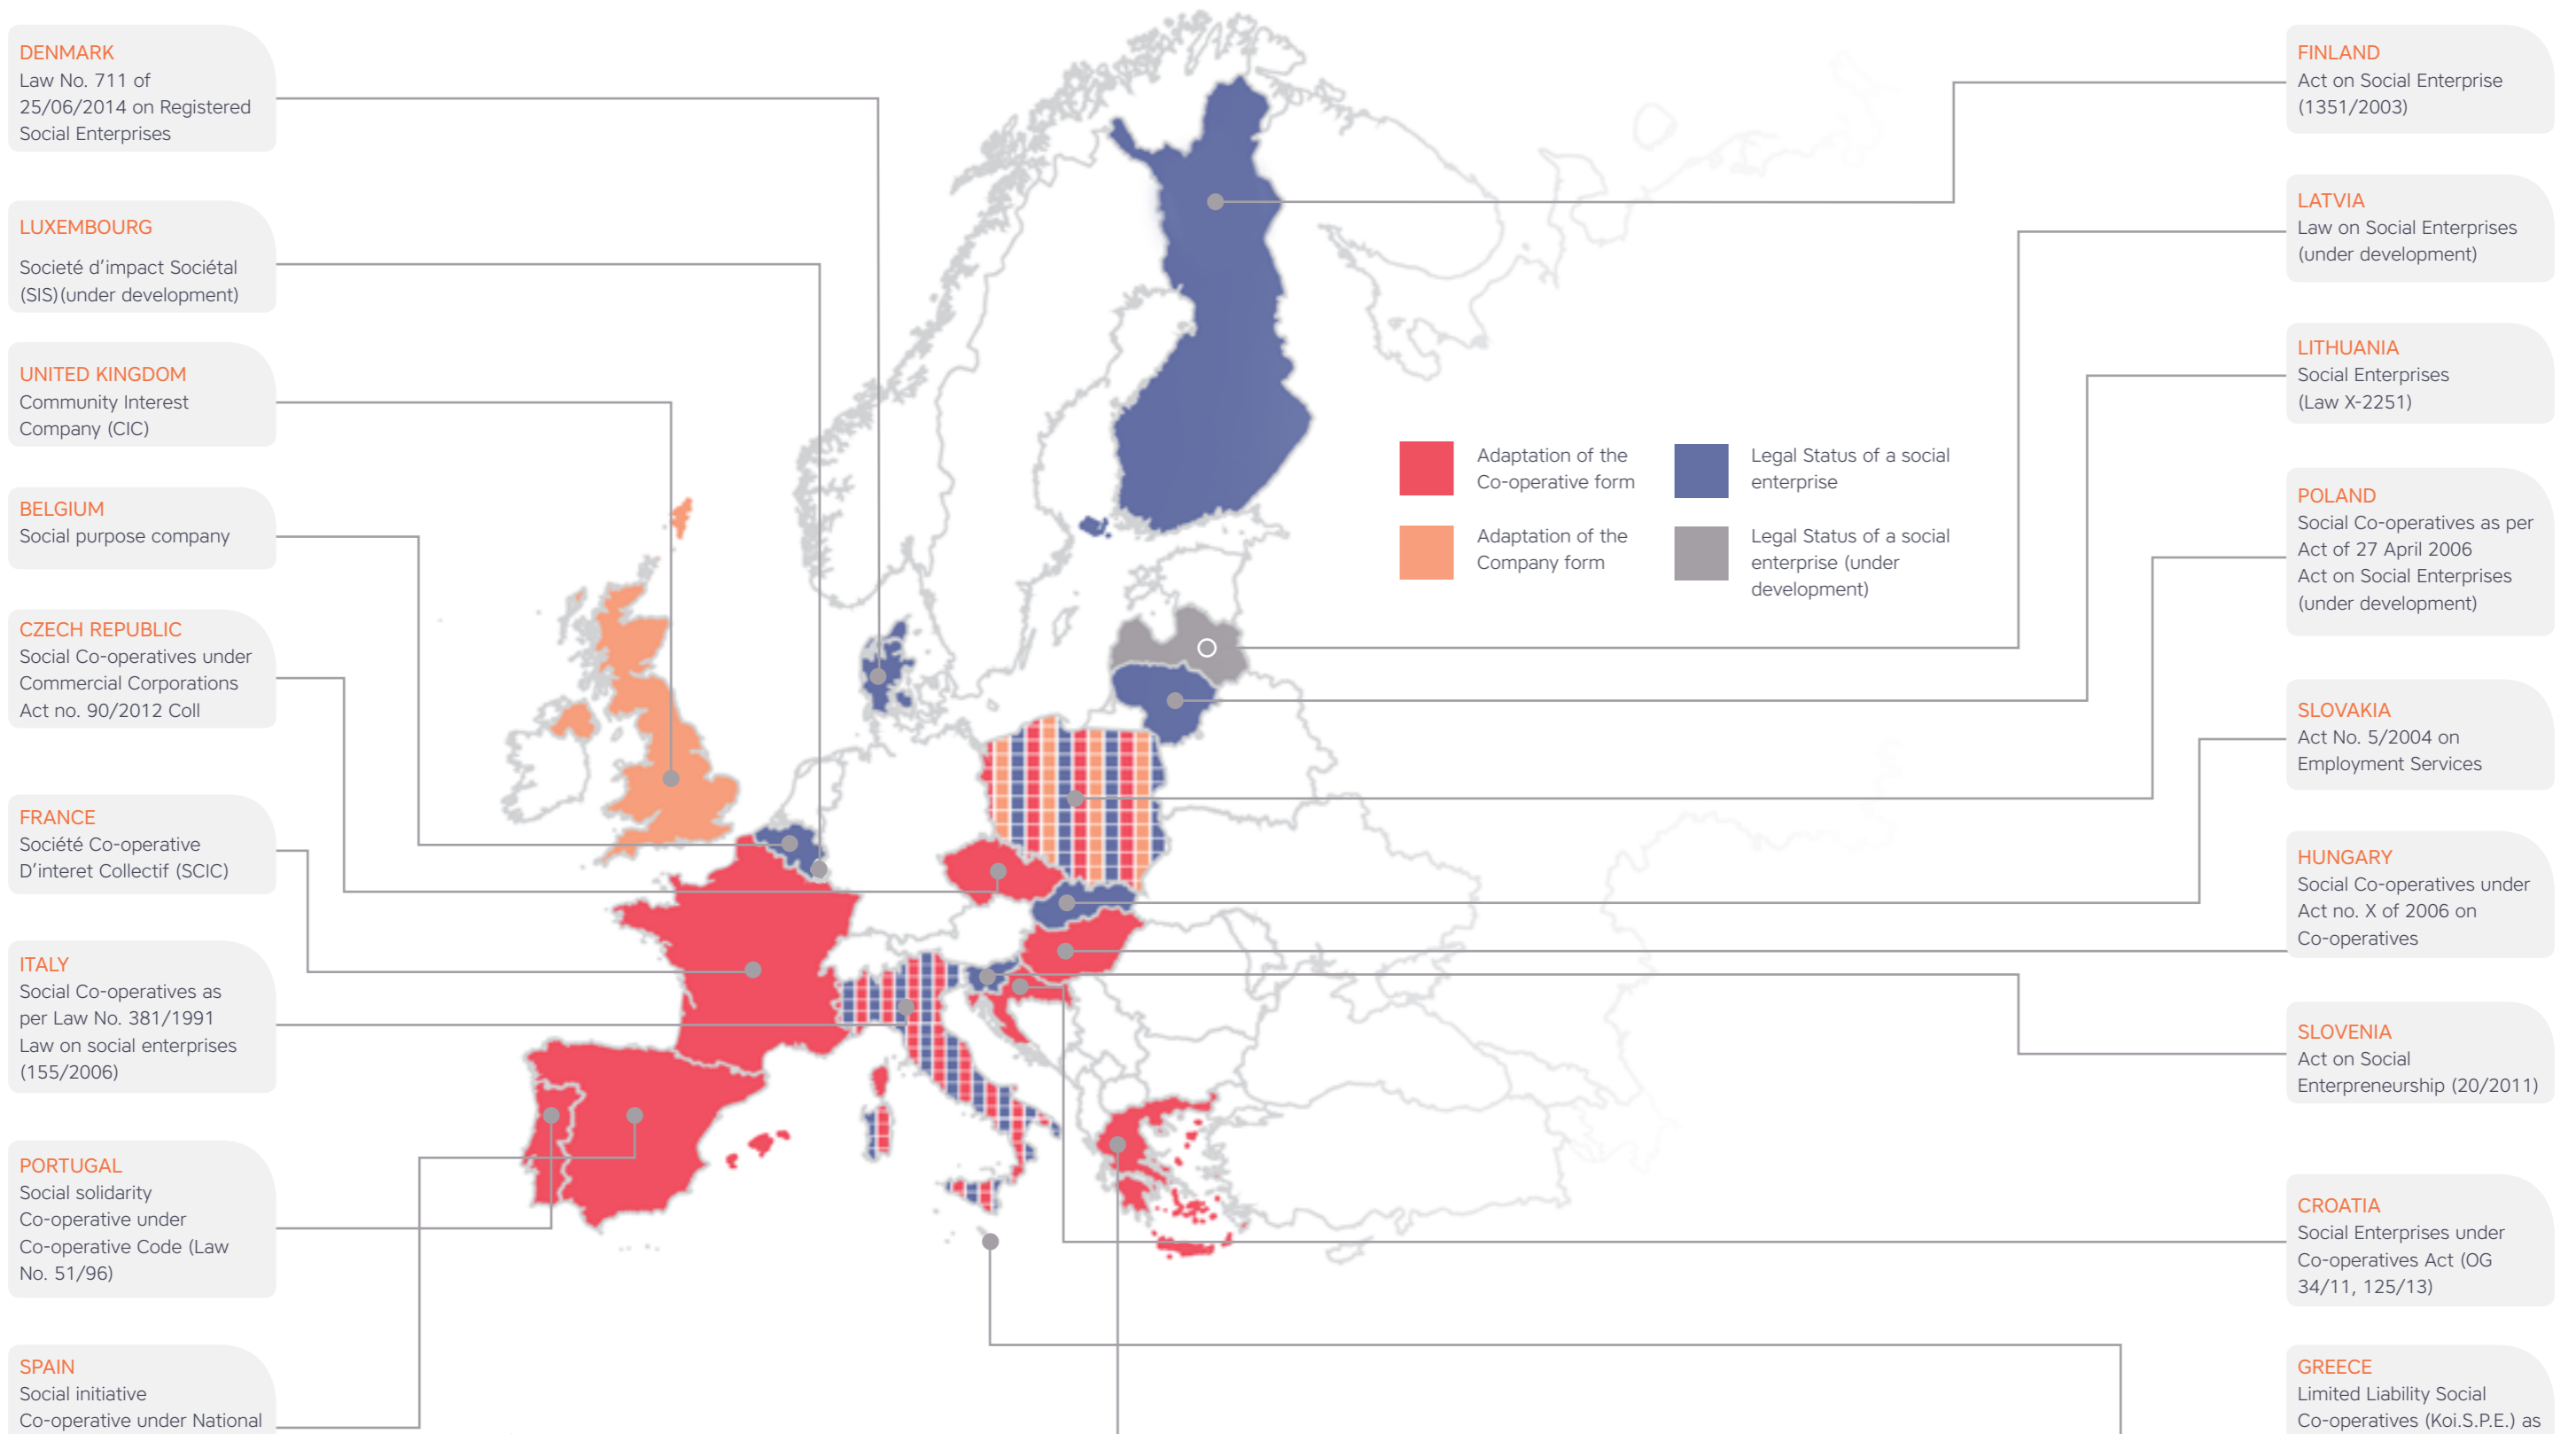 DENMARK
Law No. 711 of
25/06/2014 on Registered
Social Enterprises
LUXEMBOURG
Societé d'impact Sociétal
(SIS)(under development)
UNITED KINGDOM
Community Interest
Company (CIC)
BELGIUM
Social purpose company
CZECH REPUBLIC
Social Co-operatives under
Commercial Corporations
Act no. 90/2012 Coll
FRANCE
Société Co-operative
D'interet Collectif (SCIC)
ITALY
Social Co-operatives as
per Law No. 381/1991
Law on social enterprises
(155/2006)
PORTUGAL
Social solidarity
Co-operative under
Co-operative Code (Law
No. 51/96)
SPAIN
Social initiative
Co-operative under National
Adaptation of the
Co-operative form
Legal Status of a social
enterprise
Adaptation of the
Company form
Legal Status of a social
enterprise (under
development)
FINLAND
Act on Social Enterprise
(1351/2003)
LATVIA
Law on Social Enterprises
(under development)
LITHUANIA
Social Enterprises
(Law X-2251)
POLAND
Social Co-operatives as per
Act of 27 April 2006
Act on Social Enterprises
(under development)
SLOVAKIA
Act No. 5/2004 on
Employment Services
HUNGARY
Social Co-operatives under
Act no. X of 2006 on
Co-operatives
SLOVENIA
Act on Social
Enterpreneurship (20/2011)
CROATIA
Social Enterprises under
Co-operatives Act (OG
34/11, 125/13)
GREECE
Limited Liability Social
Co-operatives (Koi.S.P.E.) as